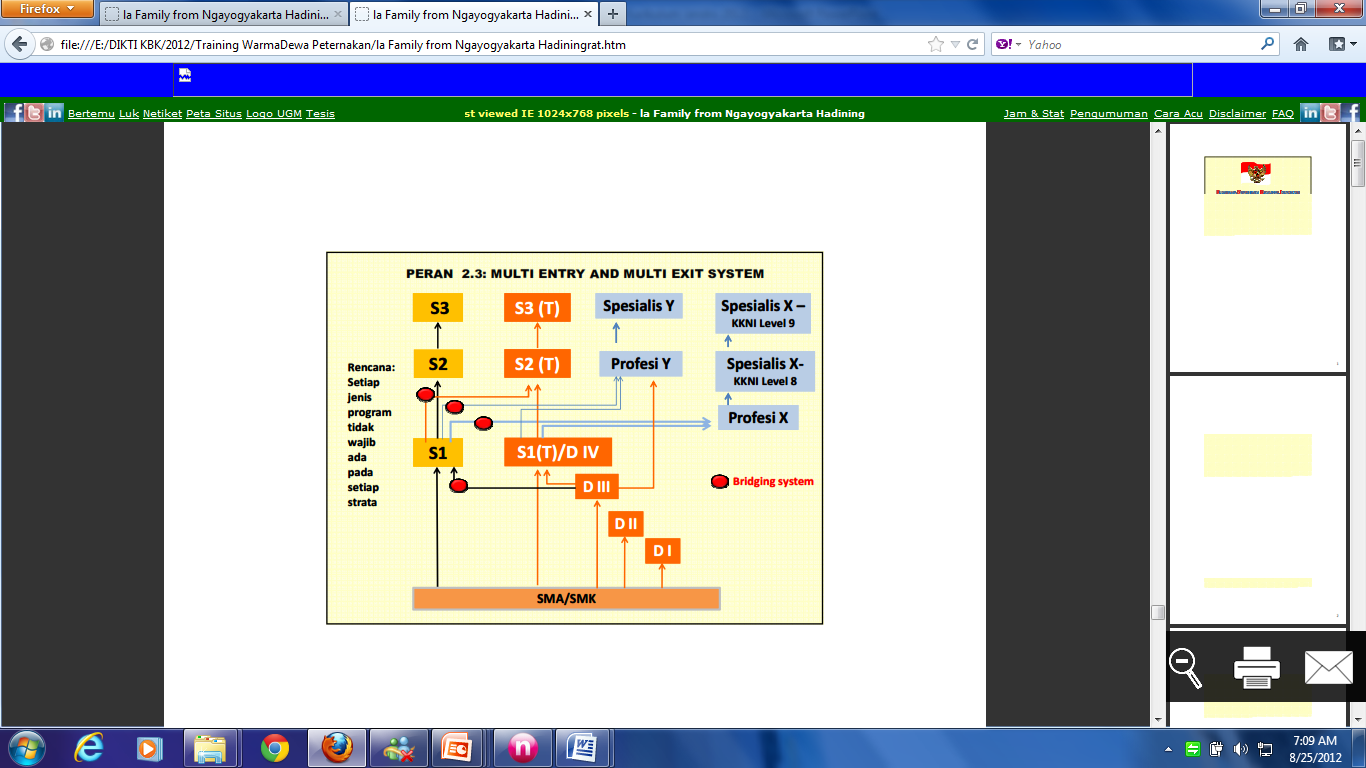 Firefox
la Family from Ngayogyakarta Hadini...
la Family from Ngayogyakarta Hadini...
file:///E:/DIKTI KBK/2012/Training WarmaDewa Peternakan/la Family from Ngayogyakarta Hadiningrat.htm
Yahoo
Bertemu Luk Netiket Peta Situs Logo UGM Tesis
st viewed IE 1024x768 pixels - la Family from Ngayogyakarta Hadining
Jam & Stat Pengumuman Cara Acu Disclaimer FAQ
PERAN 2.3: MULTI ENTRY AND MULTI EXIT SYSTEM
S3
S3 (T)
Spesialis Y
Spesialis X –
KKNI Level 9
S2
S2 (T)
Profesi Y
Spesialis X-
KKNI Level 8
Profesi X
Rencana:
Setiap
jenis
program
tidak
wajib
ada
pada
setiap
strata
S1
S1(T)/D IV
D III
Bridging system
D II
D I
SMA/SMK
7:09 AM
8/25/2012